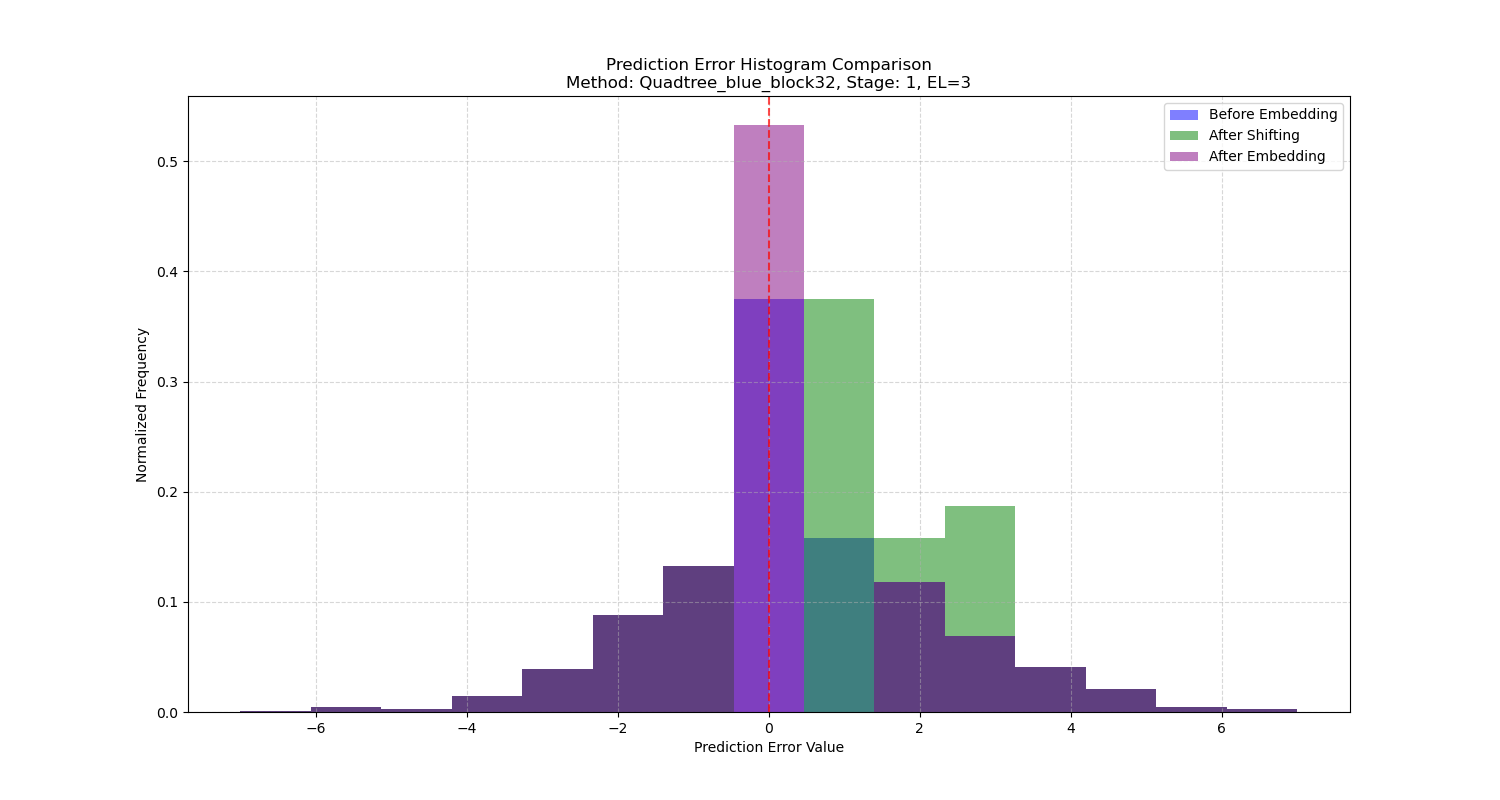 Prediction Error Histogram Comparison
Method: Quadtree_blue_block32, Stage: 1, EL=3
Before Embedding
After Shifting
After Embedding
Normalized Frequency
0.5
0.4
0.3
0.2
0.1
0.0
−6 −4 −2 0 2 4 6
Prediction Error Value